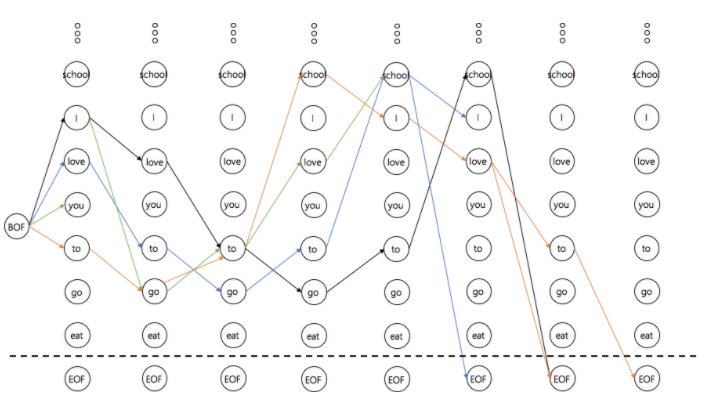 school school school school school school school school
I I I I I I I I
love love love love love love love love
you you you you you you you you
BOF
to to to to to to to to
go go go go go go go go
eat eat eat eat eat eat eat eat
EOF EOF EOF EOF EOF EOF EOF EOF